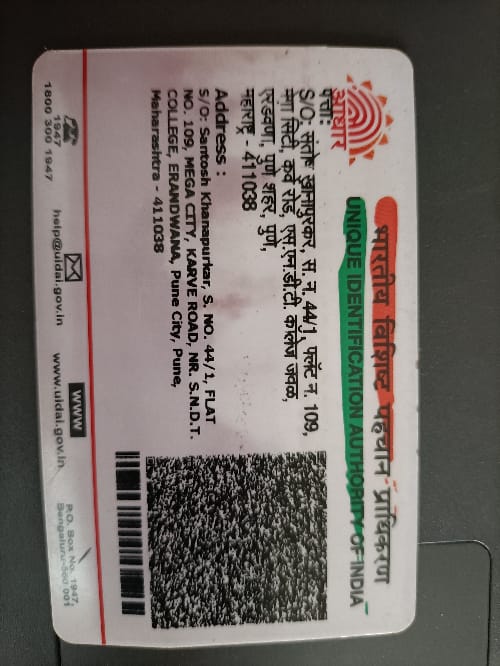 आधार
भारतीय विशिष्ट पहचान प्राधिकरण
UNIQUE IDENTIFICATION AUTHORITY OF INDIA
पत्ता:
S/O: संतोष खानापुरकर, स. न. 44/1, फ्लॅट न. 109,
मेगा सिटी, कर्वे रोड, एस.एन.डी.टी. कॉलेज जवळ,
एरंडवणा, पुणे शहर, पुणे,
महाराष्ट्र - 411038
Address :
S/O: Santosh Khanapurkar, S. NO. 44/1, FLAT
NO. 109, MEGA CITY, KARVE ROAD, NR. S.N.D.T.
COLLEGE, ERANDWANA, Pune City, Pune,
Maharashtra - 411038
1947
1800 300 1947
help@uidai.gov.in
WWW
www.uidai.gov.in
P.O. Box No. 1947,
Bengaluru-560 001